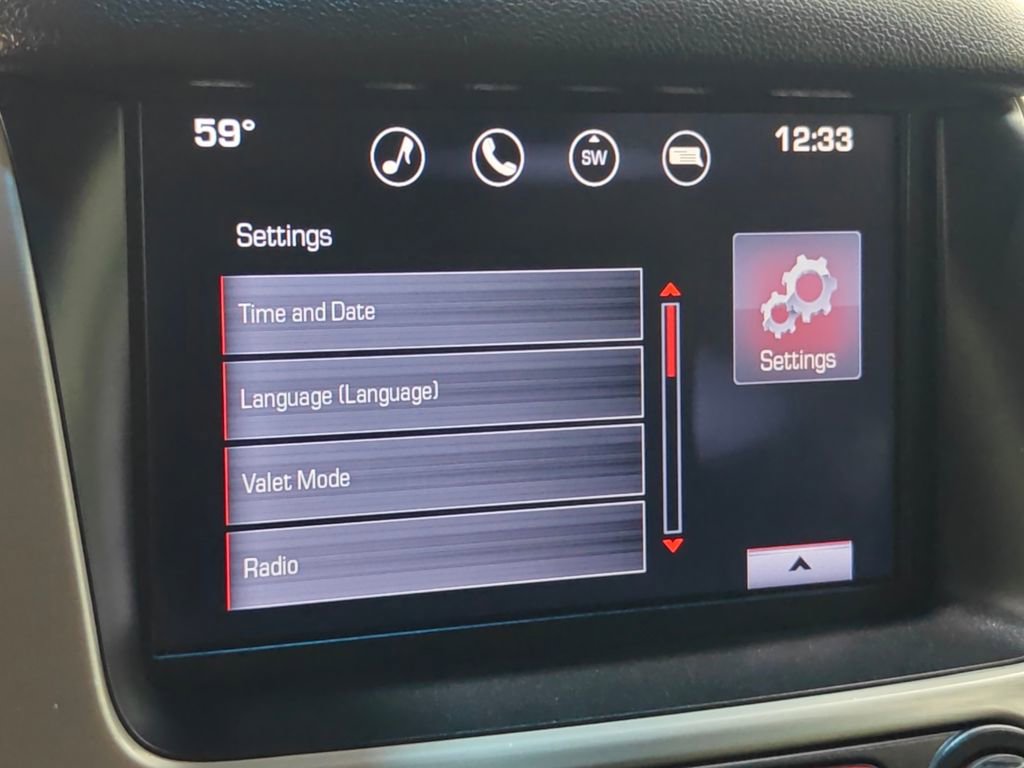 59°
SW
12:33
Settings
Time and Date
Language (Language)
Valet Mode
Radio
Settings